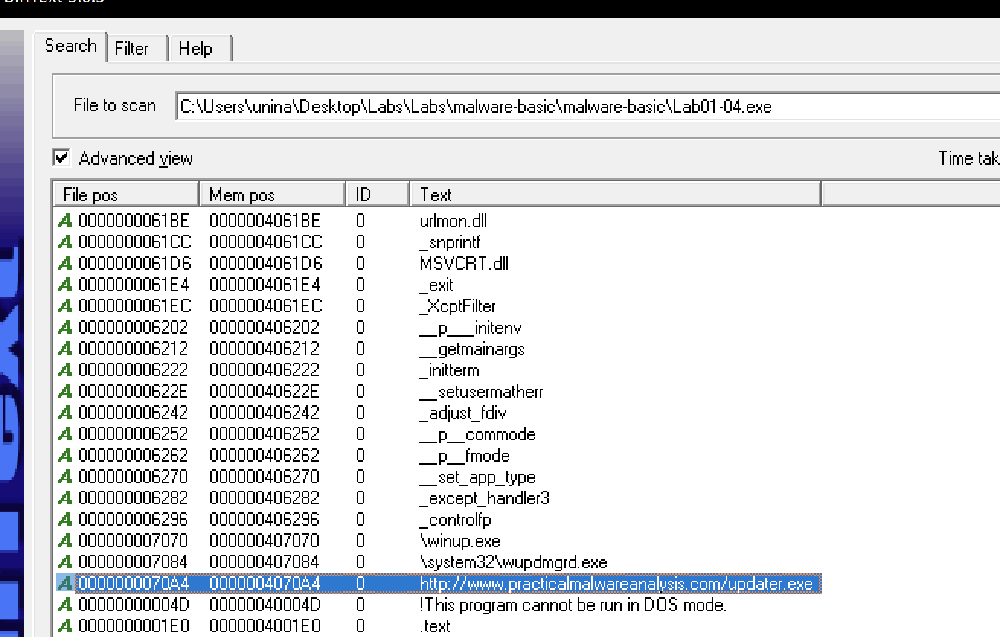 BinText 3.0.3
Search Filter Help
File to scan C:\Users\unina\Desktop\Labs\Labs\malware-basic\malware-basic\Lab01-04.exe
Advanced view Time tak
File pos Mem pos ID Text
A 0000000061BE 0000004061BE 0 urlmon.dll
A 0000000061CC 0000004061CC 0 _snprintf
A 0000000061D6 0000004061D6 0 MSVCRT.dll
A 0000000061E4 0000004061E4 0 _exit
A 0000000061EC 0000004061EC 0 _XcptFilter
A 000000006202 000000406202 0 __p___initenv
A 000000006212 000000406212 0 __getmainargs
A 000000006222 000000406222 0 _initterm
A 00000000622E 00000040622E 0 __setusermatherr
A 000000006242 000000406242 0 _adjust_fdiv
A 000000006252 000000406252 0 __p__commode
A 000000006262 000000406262 0 __p__fmode
A 000000006270 000000406270 0 __set_app_type
A 000000006282 000000406282 0 _except_handler3
A 000000006296 000000406296 0 _controlfp
A 000000007070 000000407070 0 \winup.exe
A 000000007084 000000407084 0 \system32\wupdmgrd.exe
A 0000000070A4 0000004070A4 0 http://www.practicalmalwareanalysis.com/updater.exe
A 00000000004D 00000040004D 0 !This program cannot be run in DOS mode.
A 0000000001E0 0000004001E0 0 .text